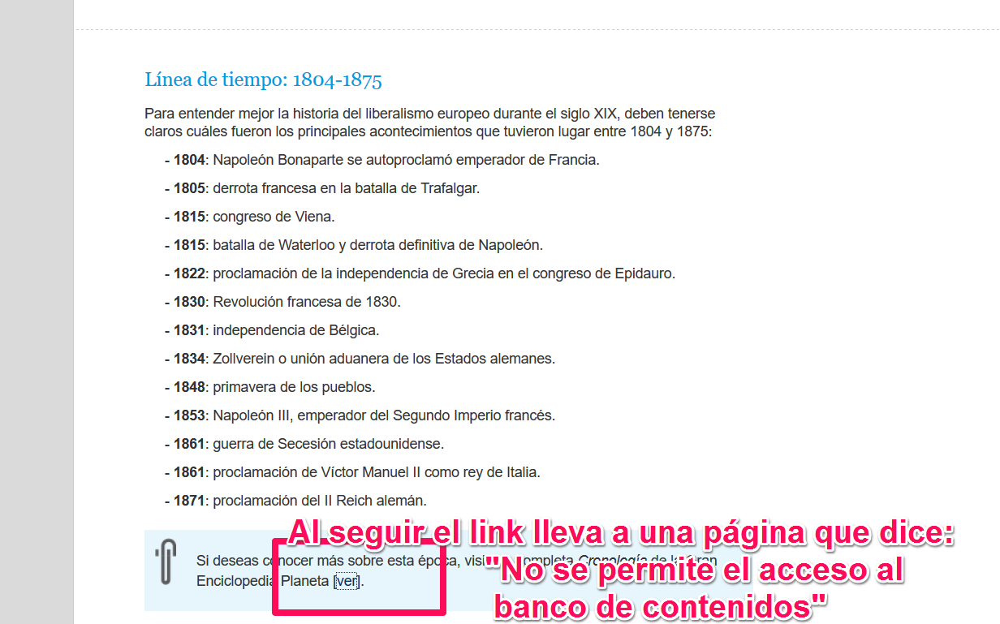 Línea de tiempo: 1804-1875
Para entender mejor la historia del liberalismo europeo durante el siglo XIX, deben tenerse
claros cuáles fueron los principales acontecimientos que tuvieron lugar entre 1804 y 1875:
- 1804: Napoleón Bonaparte se autoproclamó emperador de Francia.
- 1805: derrota francesa en la batalla de Trafalgar.
- 1815: congreso de Viena.
- 1815: batalla de Waterloo y derrota definitiva de Napoleón.
- 1822: proclamación de la independencia de Grecia en el congreso de Epidauro.
- 1830: Revolución francesa de 1830.
- 1831: independencia de Bélgica.
- 1834: Zollverein o unión aduanera de los Estados alemanes.
- 1848: primavera de los pueblos.
- 1853: Napoleón III, emperador del Segundo Imperio francés.
- 1861: guerra de Secesión estadounidense.
- 1861: proclamación de Víctor Manuel II como rey de Italia.
- 1871: proclamación del II Reich alemán.
Al seguir el link lleva a una página que dice:
"No se permite el acceso al
banco de contenidos"
Si deseas conocer más sobre esta época, completa Cronología de
Enciclopedia Planeta [ver].